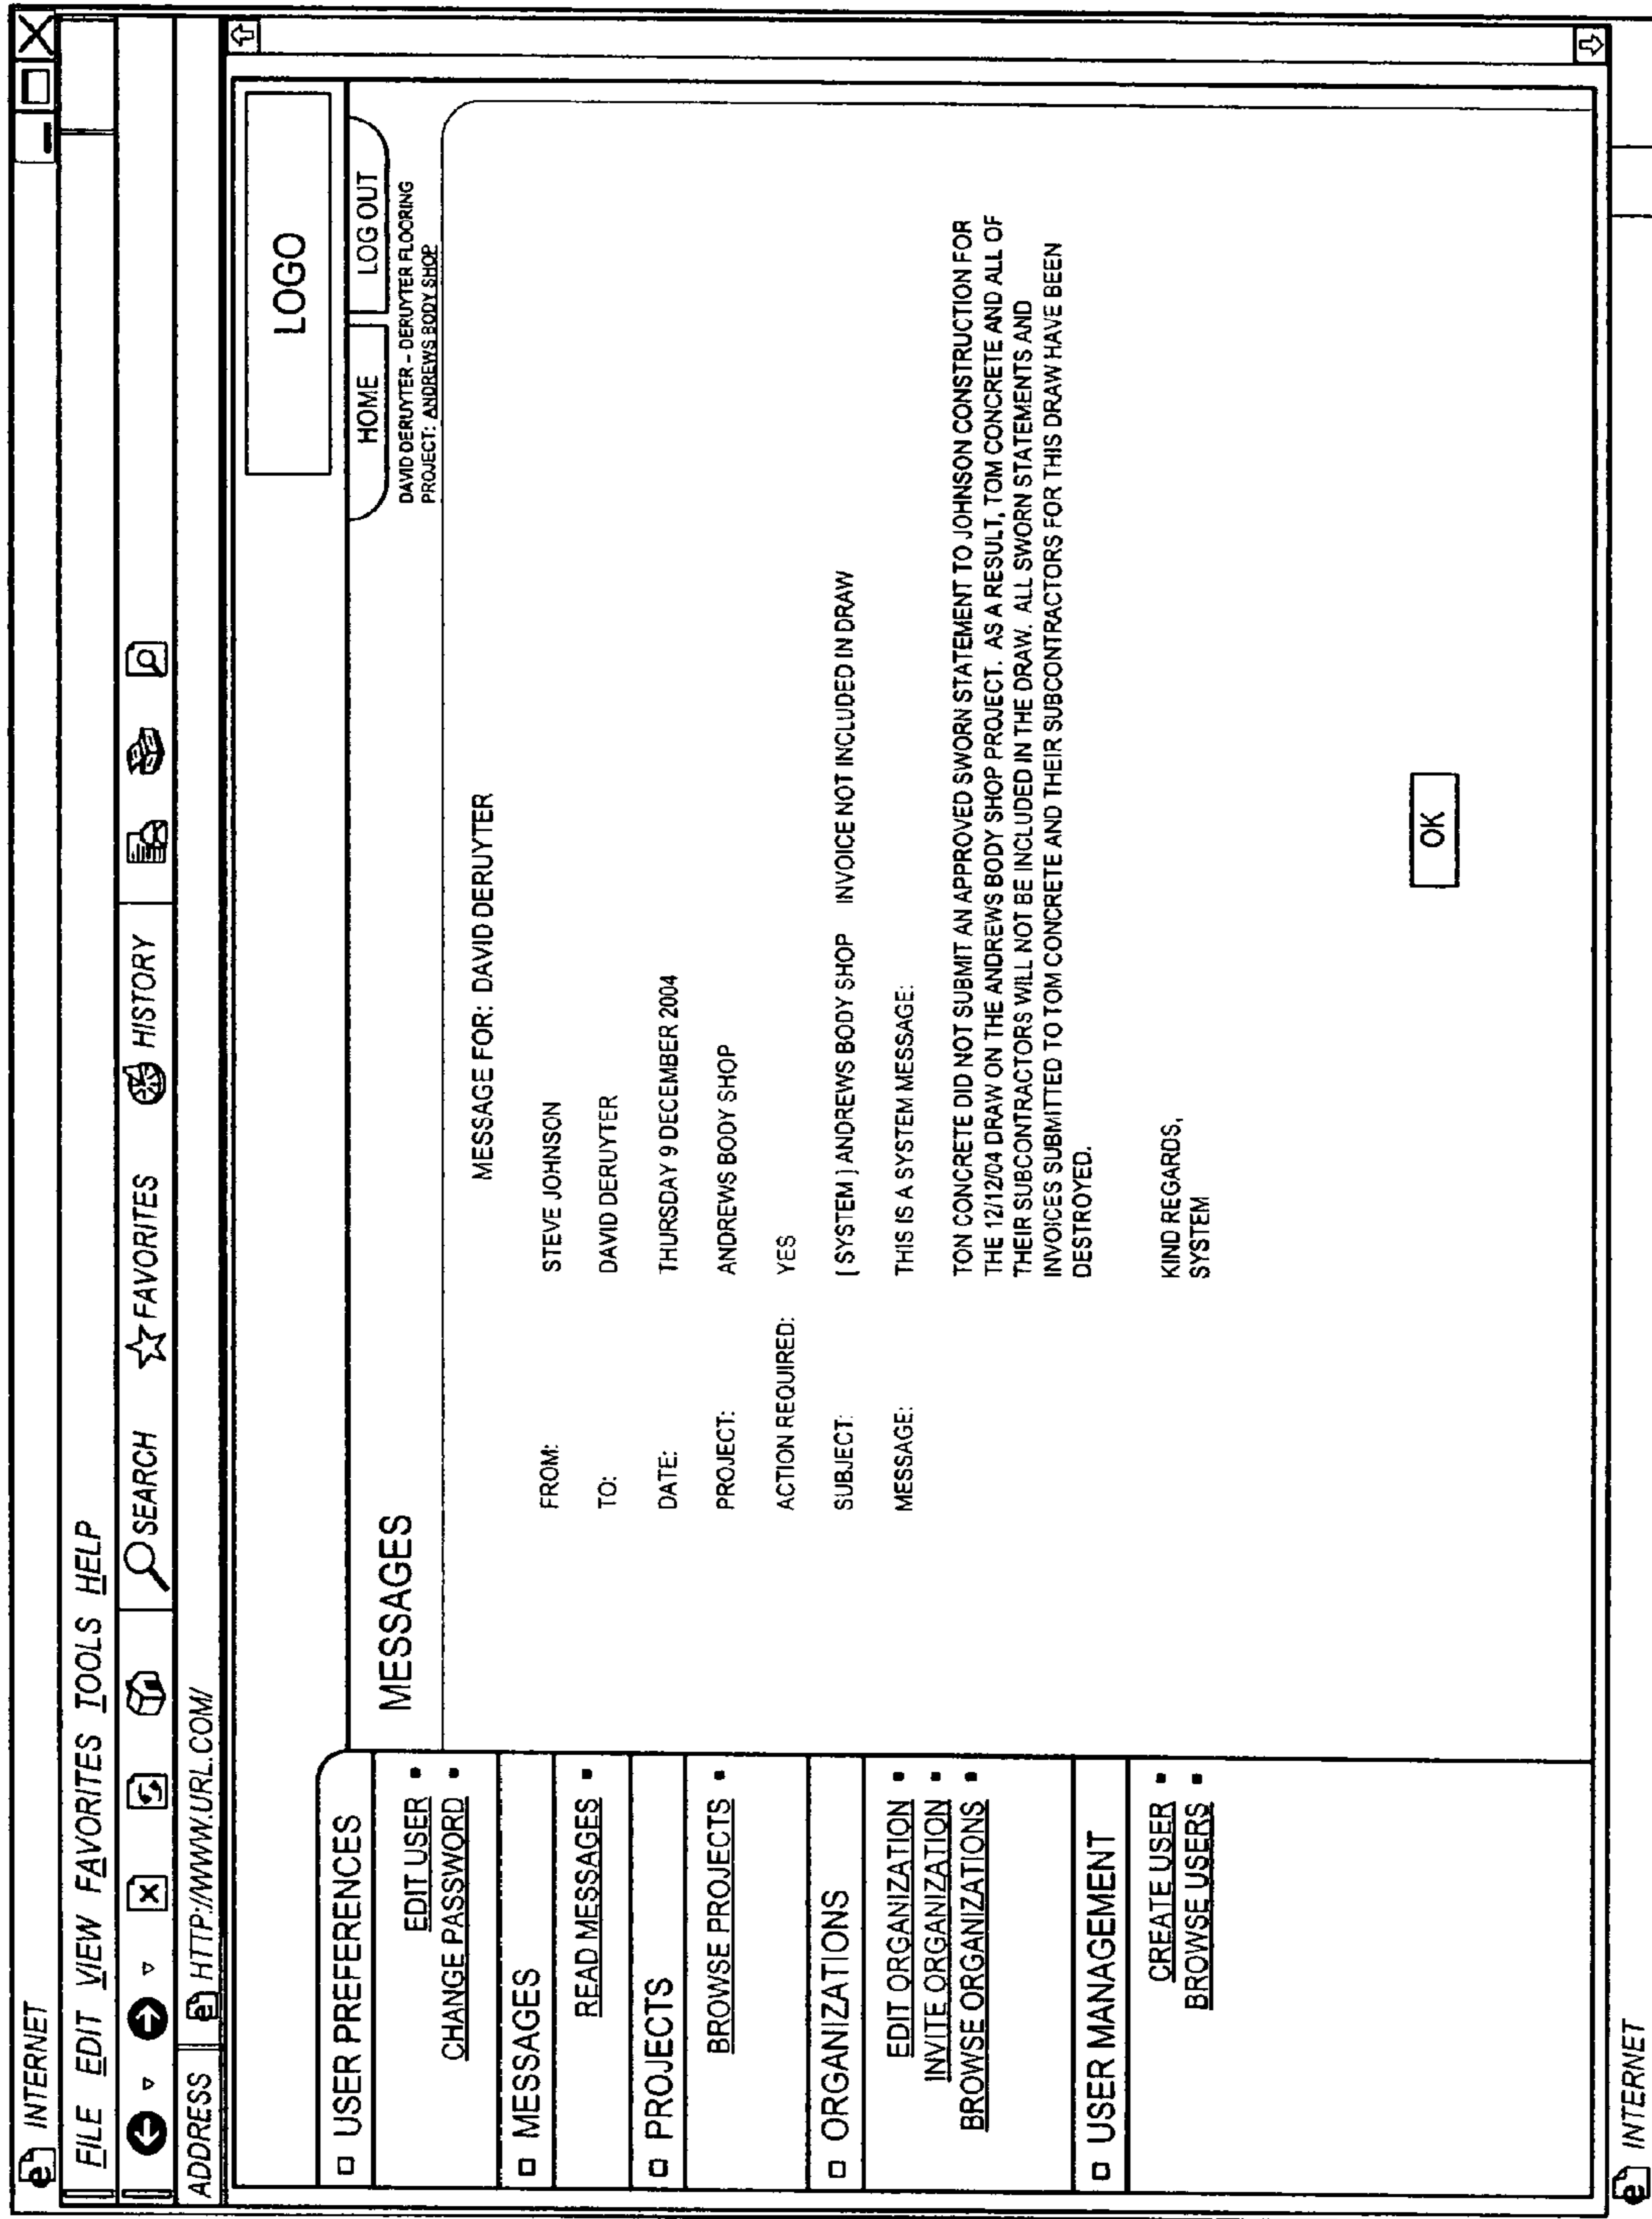 INTERNET
FILE EDIT VIEW FAVORITES TOOLS HELP
SEARCH FAVORITES HISTORY
ADDRESS HTTP://WWW.URL.COM/
LOGO
HOME LOG OUT
DAVID DERUYTER – DERUYTER FLOORING
PROJECT: ANDREWS BODY SHOP
USER PREFERENCES
EDIT USER
CHANGE PASSWORD
MESSAGES
READ MESSAGES
PROJECTS
BROWSE PROJECTS
ORGANIZATIONS
EDIT ORGANIZATION
INVITE ORGANIZATION
BROWSE ORGANIZATIONS
USER MANAGEMENT
CREATE USER
BROWSE USERS
MESSAGES
MESSAGE FOR: DAVID DERUYTER
FROM: STEVE JOHNSON
TO: DAVID DERUYTER
DATE: THURSDAY 9 DECEMBER 2004
PROJECT: ANDREWS BODY SHOP
ACTION REQUIRED: YES
SUBJECT: [ SYSTEM ] ANDREWS BODY SHOP INVOICE NOT INCLUDED IN DRAW
MESSAGE: THIS IS A SYSTEM MESSAGE:
TON CONCRETE DID NOT SUBMIT AN APPROVED SWORN STATEMENT TO JOHNSON CONSTRUCTION FOR
THE 12/12/04 DRAW ON THE ANDREWS BODY SHOP PROJECT. AS A RESULT, TOM CONCRETE AND ALL OF
THEIR SUBCONTRACTORS WILL NOT BE INCLUDED IN THE DRAW. ALL SWORN STATEMENTS AND
INVOICES SUBMITTED TO TOM CONCRETE AND THEIR SUBCONTRACTORS FOR THIS DRAW HAVE BEEN
DESTROYED.
KIND REGARDS,
SYSTEM
OK
INTERNET